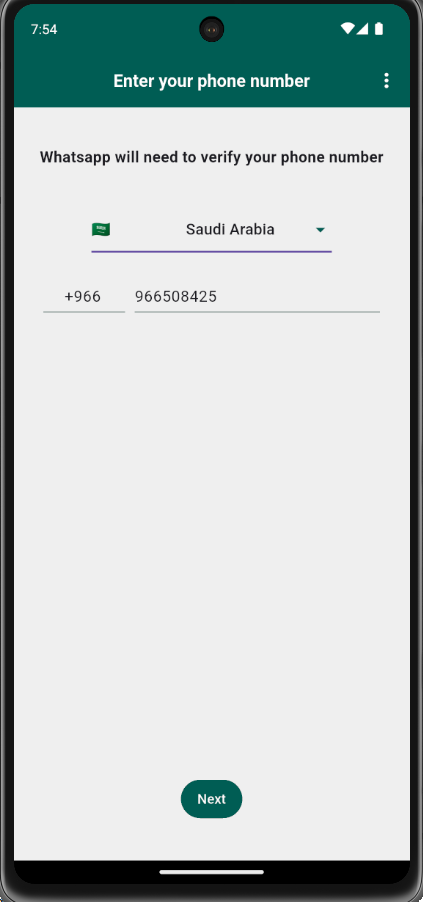 7:54
Enter your phone number
Whatsapp will need to verify your phone number
Saudi Arabia
+966 966508425
Next